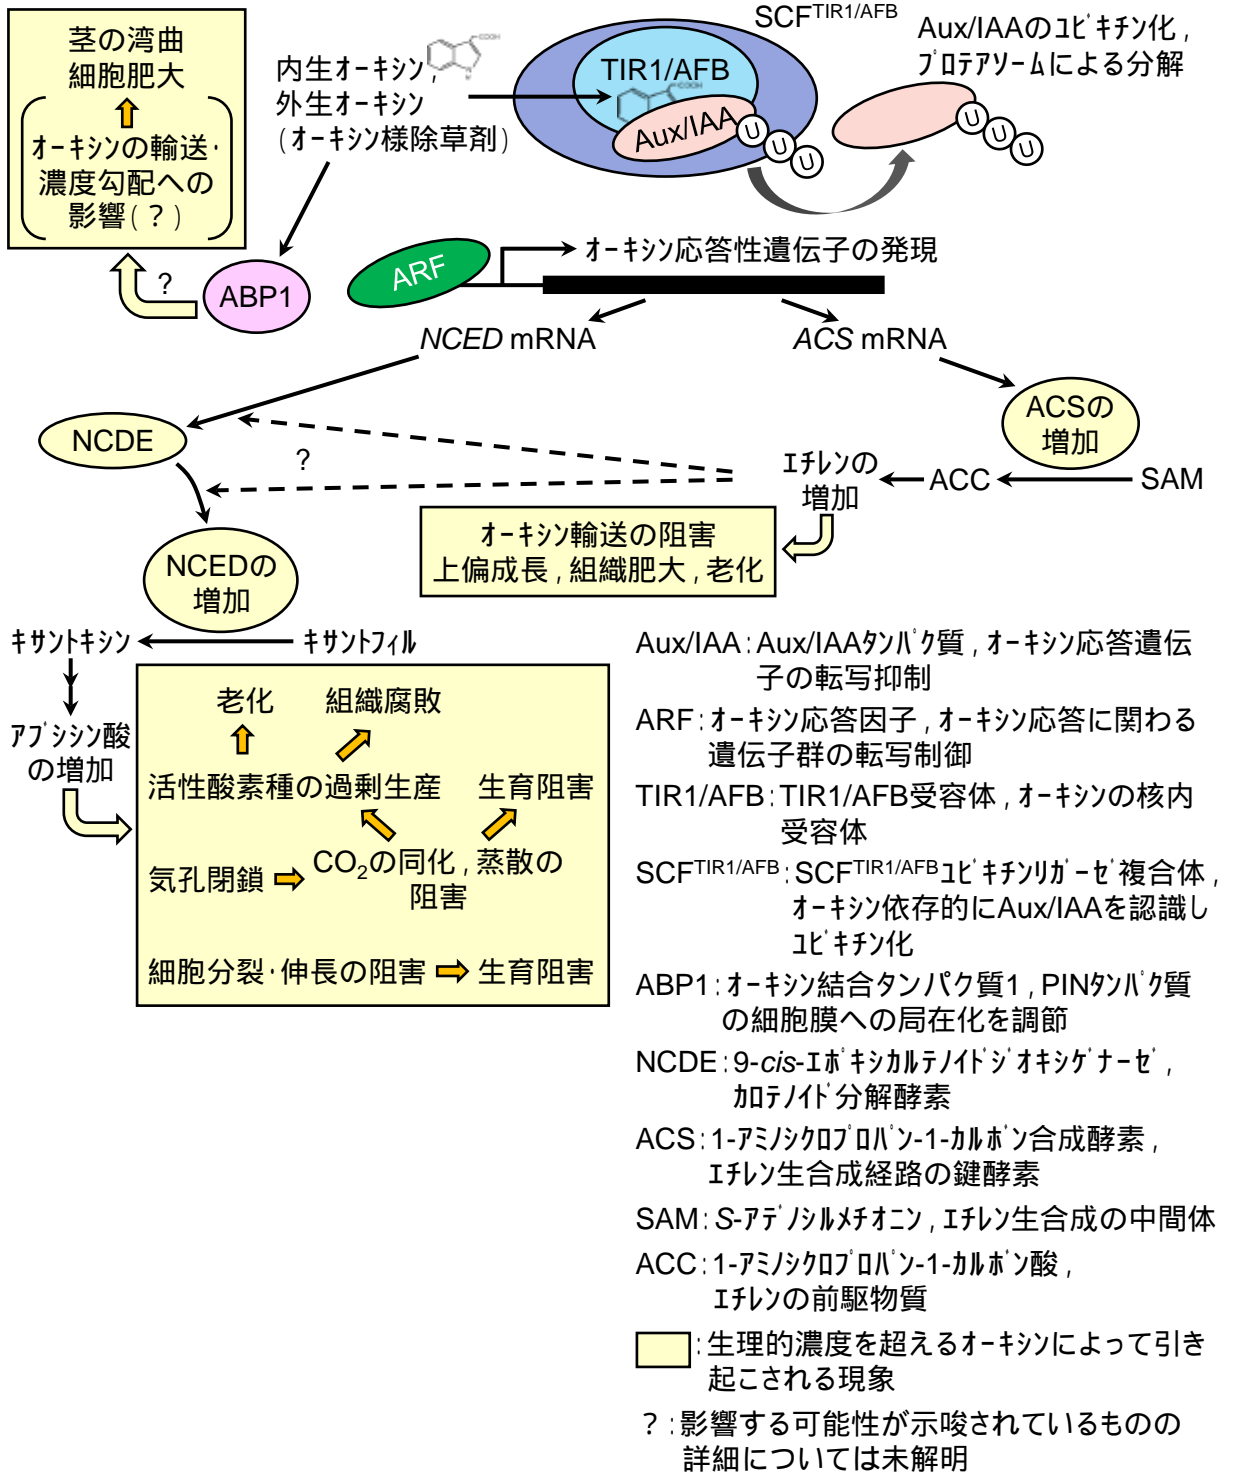 茎の湾曲
細胞肥大
オーキシンの輸送・
濃度勾配への
影響(？)
内生オーキシン,
外生オーキシン
(オーキシン様除草剤)
COOH
N
SCFTIR1/AFB
TIR1/AFB
COOH
Aux/IAA
U
U
U
Aux/IAAのユビキチン化,
プロテアソームによる分解
U
U
U
?
ABP1
ARF
オーキシン応答性遺伝子の発現
NCED mRNA
ACS mRNA
NCDE
?
ACSの
増加
エチレンの
増加
ACC
SAM
オーキシン輸送の阻害
上偏成長,組織肥大,老化
NCEDの
増加
キサントキシン
キサントフィル
アブシシン酸
の増加
老化
組織腐敗
活性酸素種の過剰生産
生育阻害
気孔閉鎖
CO2の同化,蒸散の
阻害
細胞分裂・伸長の阻害
生育阻害
Aux/IAA:Aux/IAAタンパク質,オーキシン応答遺伝
子の転写抑制
ARF:オーキシン応答因子,オーキシン応答に関わる
遺伝子群の転写制御
TIR1/AFB:TIR1/AFB受容体,オーキシンの核内
受容体
SCFTIR1/AFB:SCFTIR1/AFBユビキチンリガーゼ複合体,
オーキシン依存的にAux/IAAを認識し
ユビキチン化
ABP1:オーキシン結合タンパク質1,PINタンパク質
の細胞膜への局在化を調節
NCDE:9-cis-エポキシカルテノイドジオキシゲナーゼ,
カロテノイド分解酵素
ACS:1-アミノシクロプロパン-1-カルボン合成酵素,
エチレン生合成経路の鍵酵素
SAM:S-アデノシルメチオニン,エチレン生合成の中間体
ACC:1-アミノシクロプロパン-1-カルボン酸,
エチレンの前駆物質
:生理的濃度を超えるオーキシンによって引き
起こされる現象
？:影響する可能性が示唆されているものの
詳細については未解明